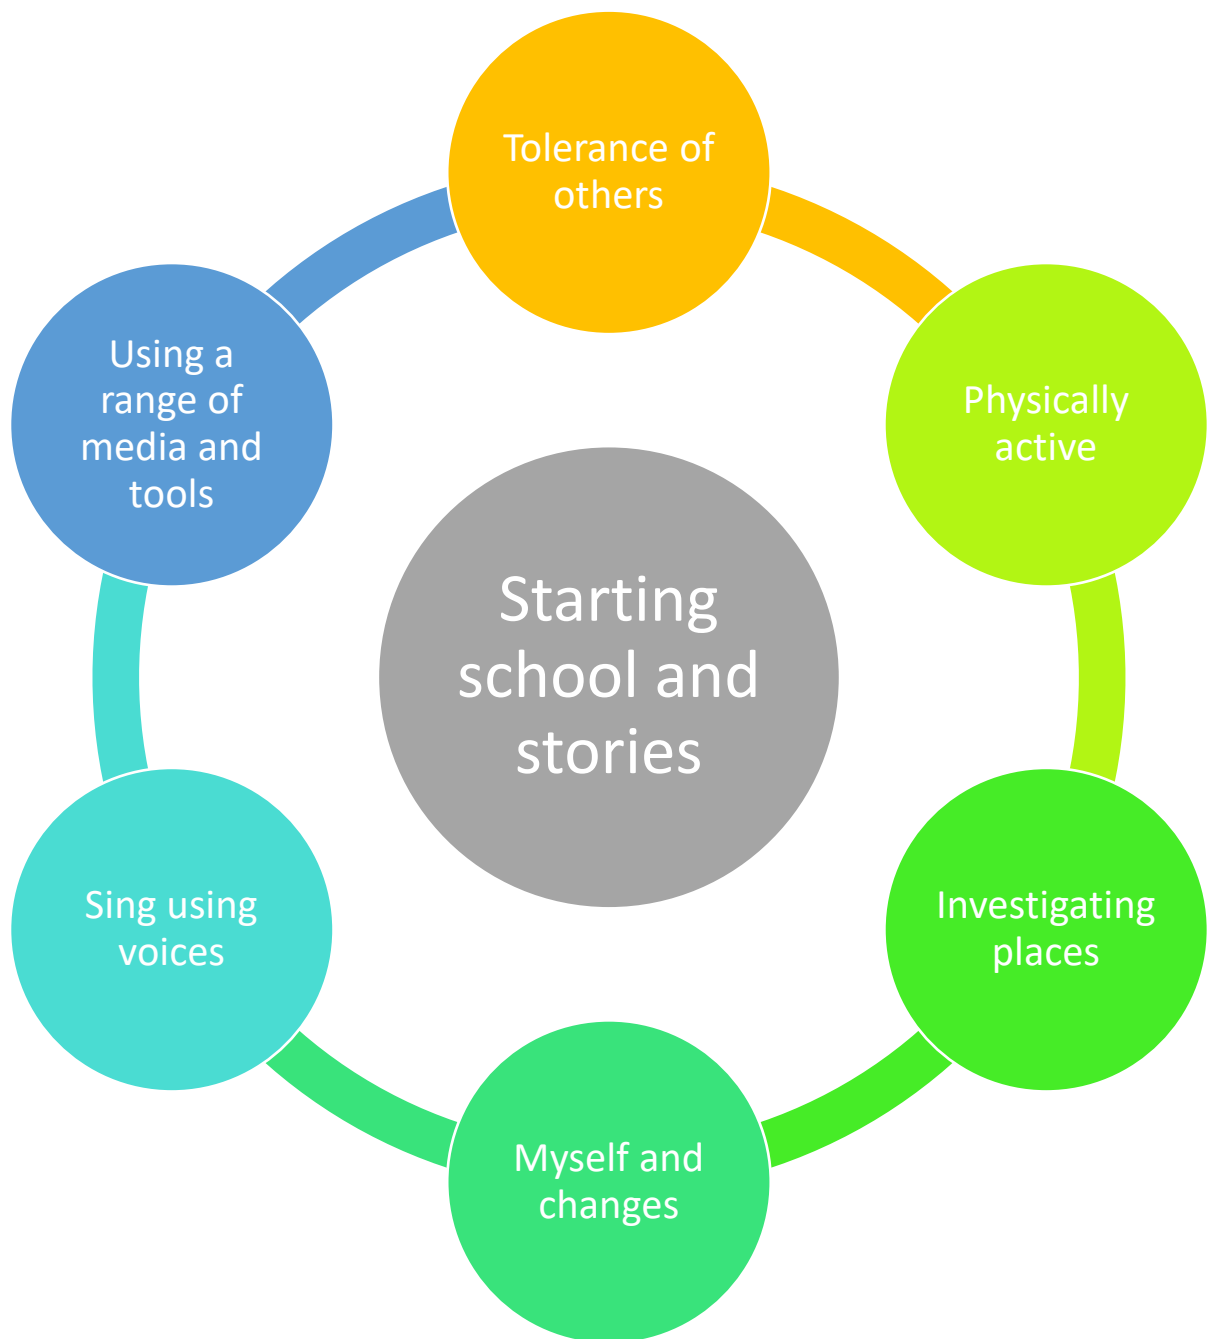 Tolerance of
others
Physically
active
Investigating
places
Myself and
changes
Sing using
voices
Using a
range of
media and
tools
Starting
school and
stories